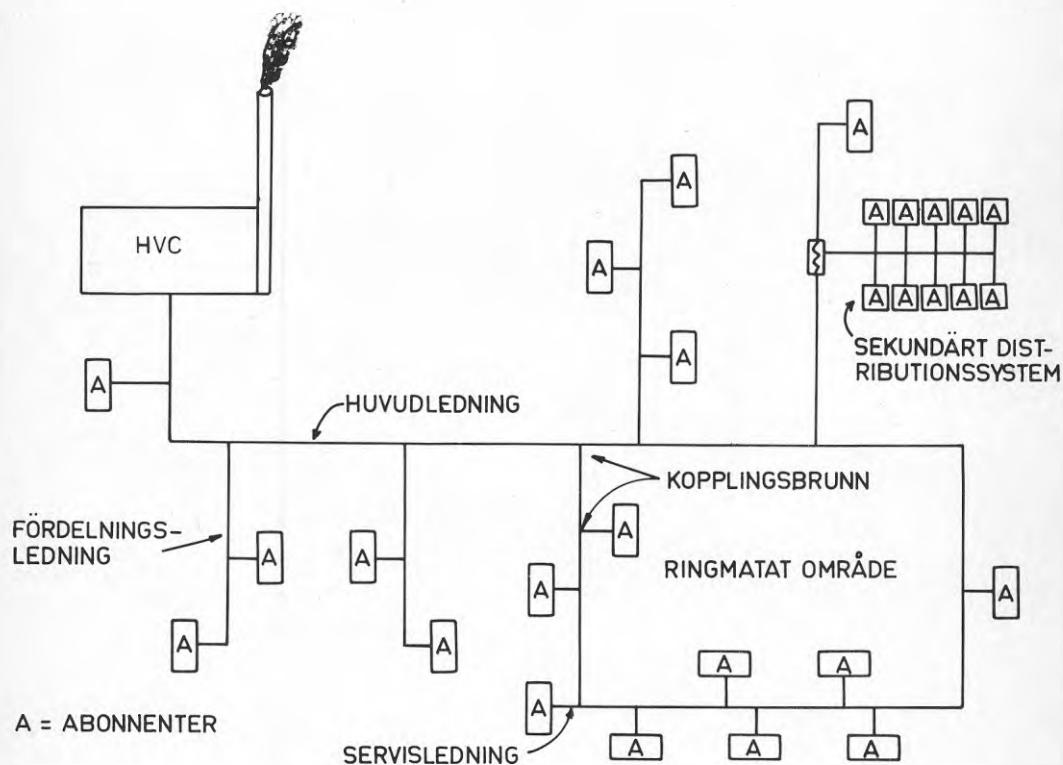 A
A
A A A A A
HVC
A
A A A A A
SEKUNDÄRT DIST-
RIBUTIONSSYSTEM
A
A
HUVUDLEDNING
KOPPLINGSBRUNN
FÖRDELNINGS-
LEDNING
A
A
A
RINGMATAT OMRÅDE
A
A
A
A
A
A
A
A = ABONNENTER
A
A
A
SERVISLEDNING